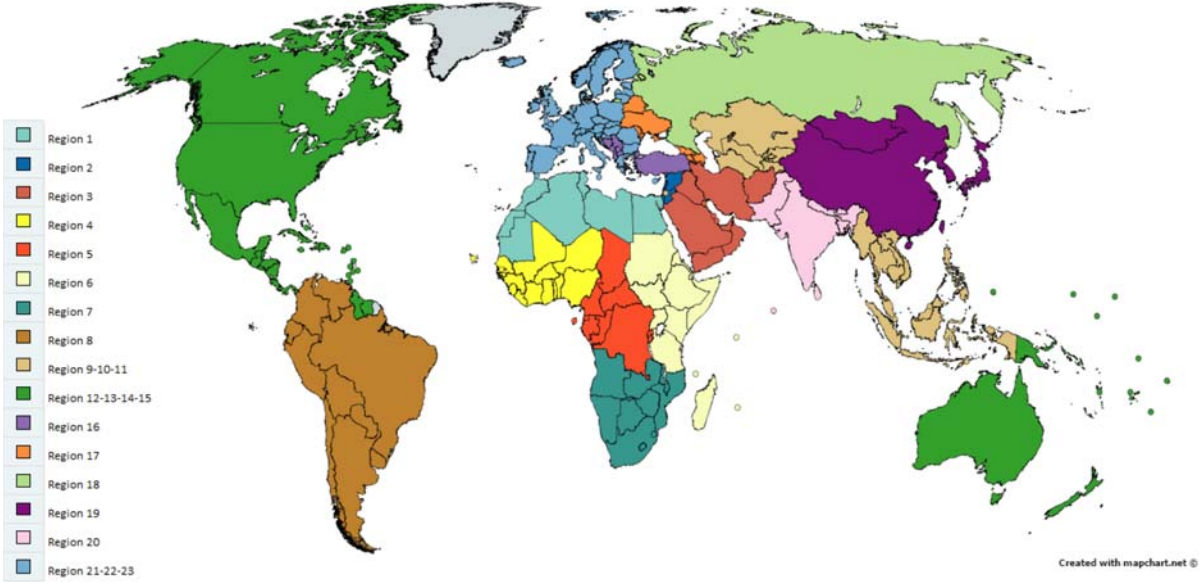 Region 1
Region 2
Region 3
Region 4
Region 5
Region 6
Region 7
Region 8
Region 9-10-11
Region 12-13-14-15
Region 16
Region 17
Region 18
Region 19
Region 20
Region 21-22-23
Created with mapchart.net ©